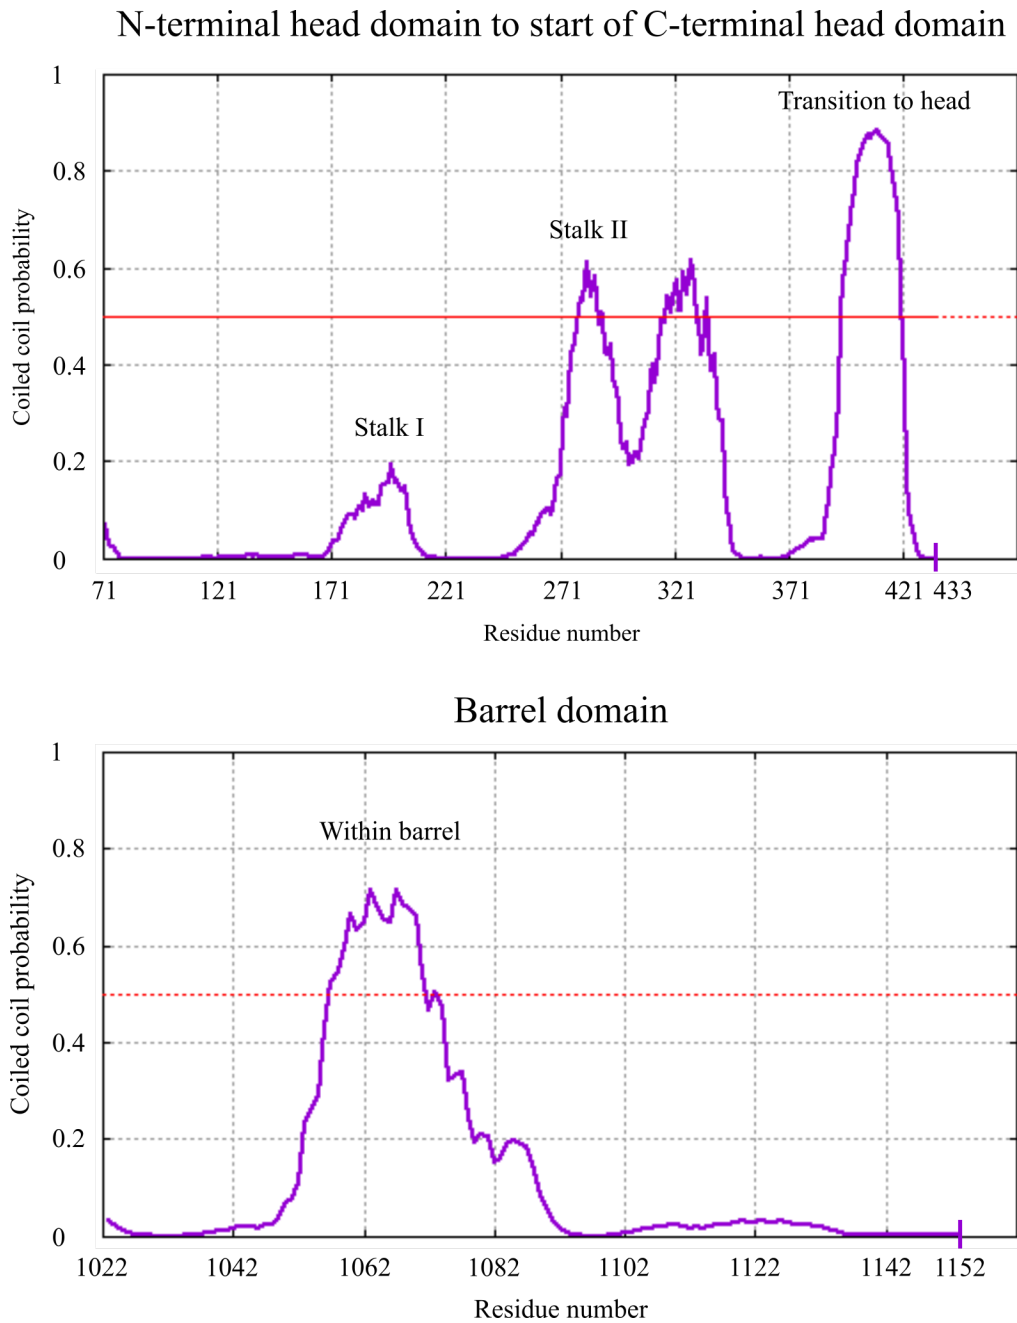 N-terminal head domain to start of C-terminal head domain
1
Transition to head
0.8
Stalk II
0.6
Coiled coil probability
0.4
Stalk I
0.2
0
71 121 171 221 271 321 371 421 433
Residue number
Barrel domain
1
Within barrel
0.8
0.6
Coiled coil probability
0.4
0.2
0
1022 1042 1062 1082 1102 1122 1142 1152
Residue number